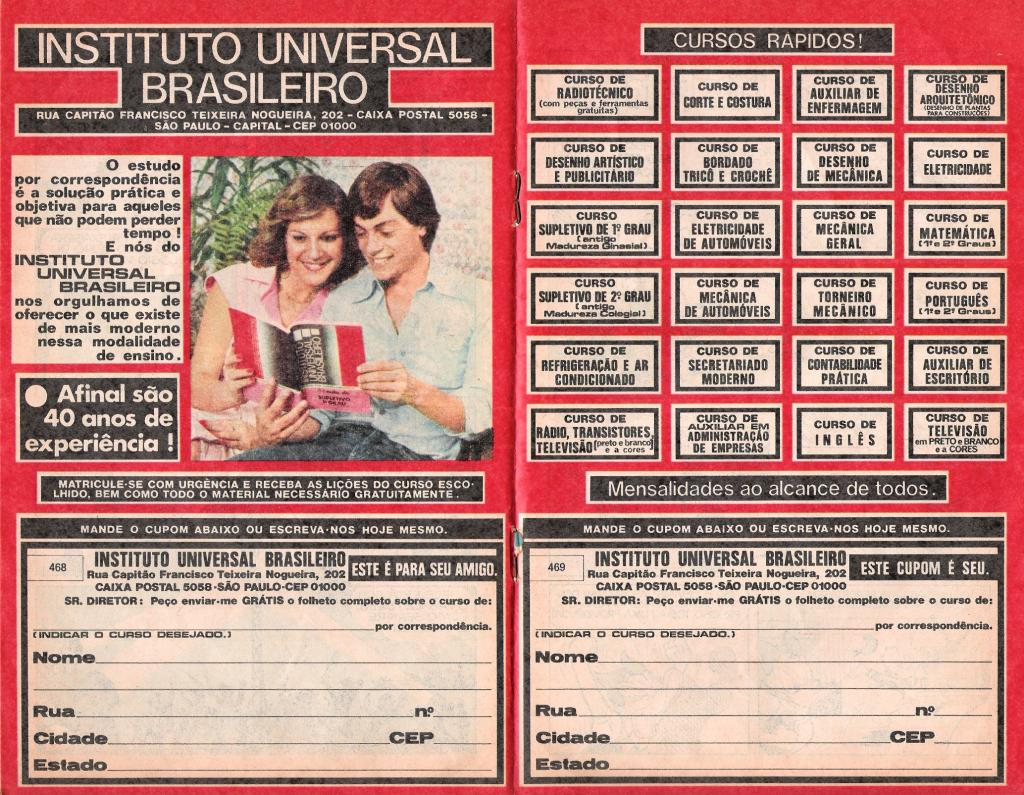 INSTITUTO UNIVERSAL
BRASILEIRO
RUA CAPITÃO FRANCISCO TEIXEIRA NOGUEIRA, 202 - CAIXA POSTAL 5058 -
SÃO PAULO - CAPITAL - CEP 01000
O estudo
por correspondência
é a solução prática e
objetiva para aqueles
que não podem perder
tempo!
E nós do
INSTITUTO
UNIVERSAL
BRASILEIRO
nos orgulhamos de
oferecer o que existe
de mais moderno
nessa modalidade
de ensino.
● Afinal são
40 anos de
experiência!
SUPLETIVO
MATRICULE-SE COM URGÊNCIA E RECEBA AS LIÇÕES DO CURSO ESCO-
LHIDO, BEM COMO TODO O MATERIAL NECESSÁRIO GRATUITAMENTE.
MANDE O CUPOM ABAIXO OU ESCREVA-NOS HOJE MESMO.
468
INSTITUTO UNIVERSAL BRASILEIRO
Rua Capitão Francisco Teixeira Nogueira, 202
CAIXA POSTAL 5058-SÃO PAULO-CEP 01000
ESTE É PARA SEU AMIGO.
SR. DIRETOR: Peço enviar-me GRÁTIS o folheto completo sobre o curso de:
por correspondência.
(INDICAR O CURSO DESEJADO.)
Nome
Rua nº
Cidade CEP
Estado
CURSOS RAPIDOS!
CURSO DE
RADIOTÉCNICO
(com peças e ferramentas
gratuitas)
CURSO DE
CORTE E COSTURA
CURSO DE
AUXILIAR DE
ENFERMAGEM
CURSO DE
DESENHO
ARQUITETÔNICO
(DESENHO DE PLANTAS
PARA CONSTRUÇÕES)
CURSO DE
DESENHO ARTÍSTICO
E PUBLICITÁRIO
CURSO DE
BORDADO
TRICÔ E CROCHÊ
CURSO DE
DESENHO
DE MECÂNICA
CURSO DE
ELETRICIDADE
CURSO
SUPLETIVO DE 1º GRAU
(antigo
Madureza Ginasial)
CURSO DE
ELETRICIDADE
DE AUTOMÓVEIS
CURSO DE
MECÂNICA
GERAL
CURSO DE
MATEMÁTICA
(1º e 2º Graus)
CURSO
SUPLETIVO DE 2º GRAU
(antigo
Madureza Colegial)
CURSO DE
MECÂNICA
DE AUTOMÓVEIS
CURSO DE
TORNEIRO
MECÂNICO
CURSO DE
PORTUGUÊS
(1º e 2º Graus)
CURSO DE
REFRIGERAÇÃO E AR
CONDICIONADO
CURSO DE
SECRETARIADO
MODERNO
CURSO DE
CONTABILIDADE
PRÁTICA
CURSO DE
AUXILIAR DE
ESCRITÓRIO
CURSO DE
RADIO, TRANSISTORES,
TELEVISÃO (preto e branco
e a cores)
CURSO DE
AUXILIAR EM
ADMINISTRAÇÃO
DE EMPRESAS
CURSO DE
INGLÊS
CURSO DE
TELEVISÃO
em PRETO e BRANCO
e a CORES
Mensalidades ao alcance de todos.
MANDE O CUPOM ABAIXO OU ESCREVA-NOS HOJE MESMO.
469
INSTITUTO UNIVERSAL BRASILEIRO
Rua Capitão Francisco Teixeira Nogueira, 202
CAIXA POSTAL 5058-SÃO PAULO-CEP 01000
ESTE CUPOM É SEU.
SR. DIRETOR: Peço enviar-me GRÁTIS o folheto completo sobre o curso de:
por correspondência.
(INDICAR O CURSO DESEJADO.)
Nome
Rua nº
Cidade CEP
Estado